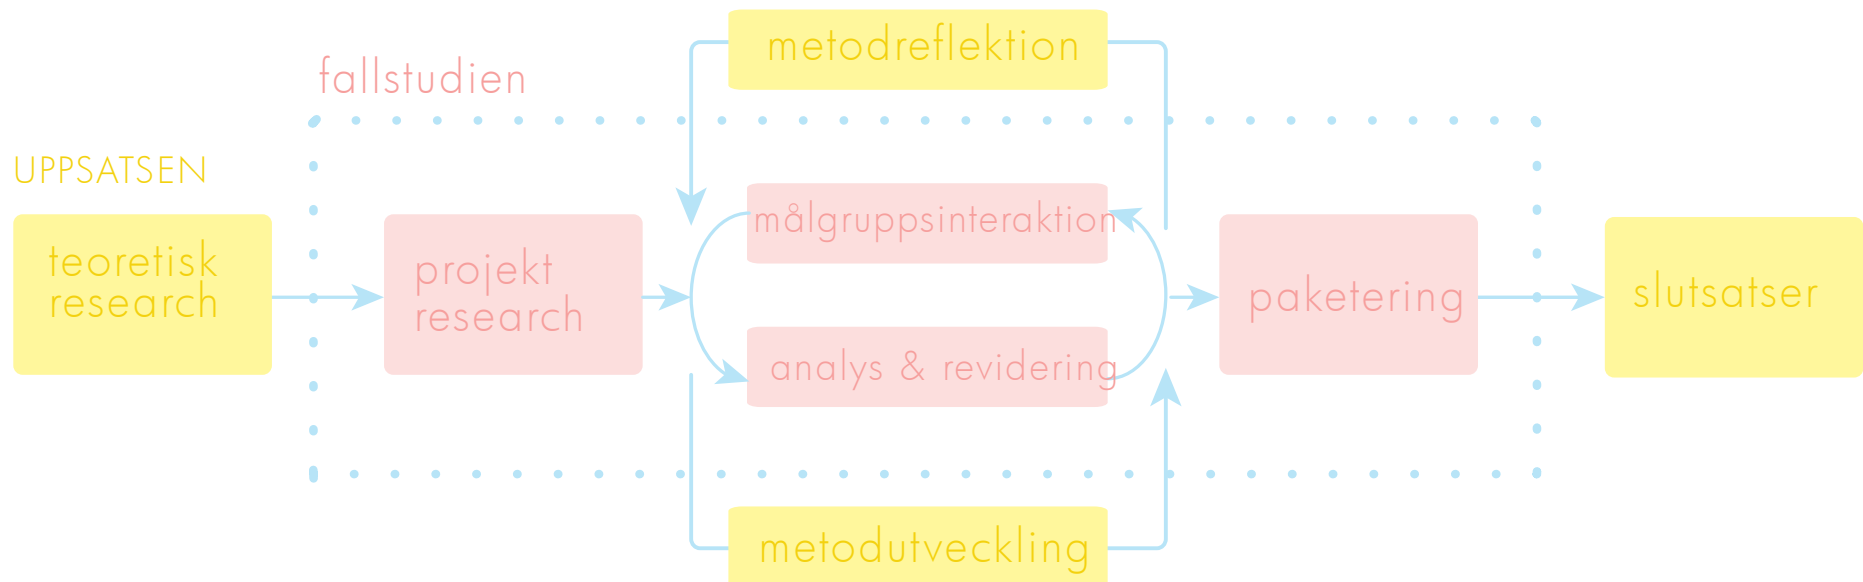 metodreflektion
fallstudien
UPPSATSEN
teoretisk
research
projekt
research
målgruppsinteraktion
analys & revidering
paketering
slutsatser
metodutveckling